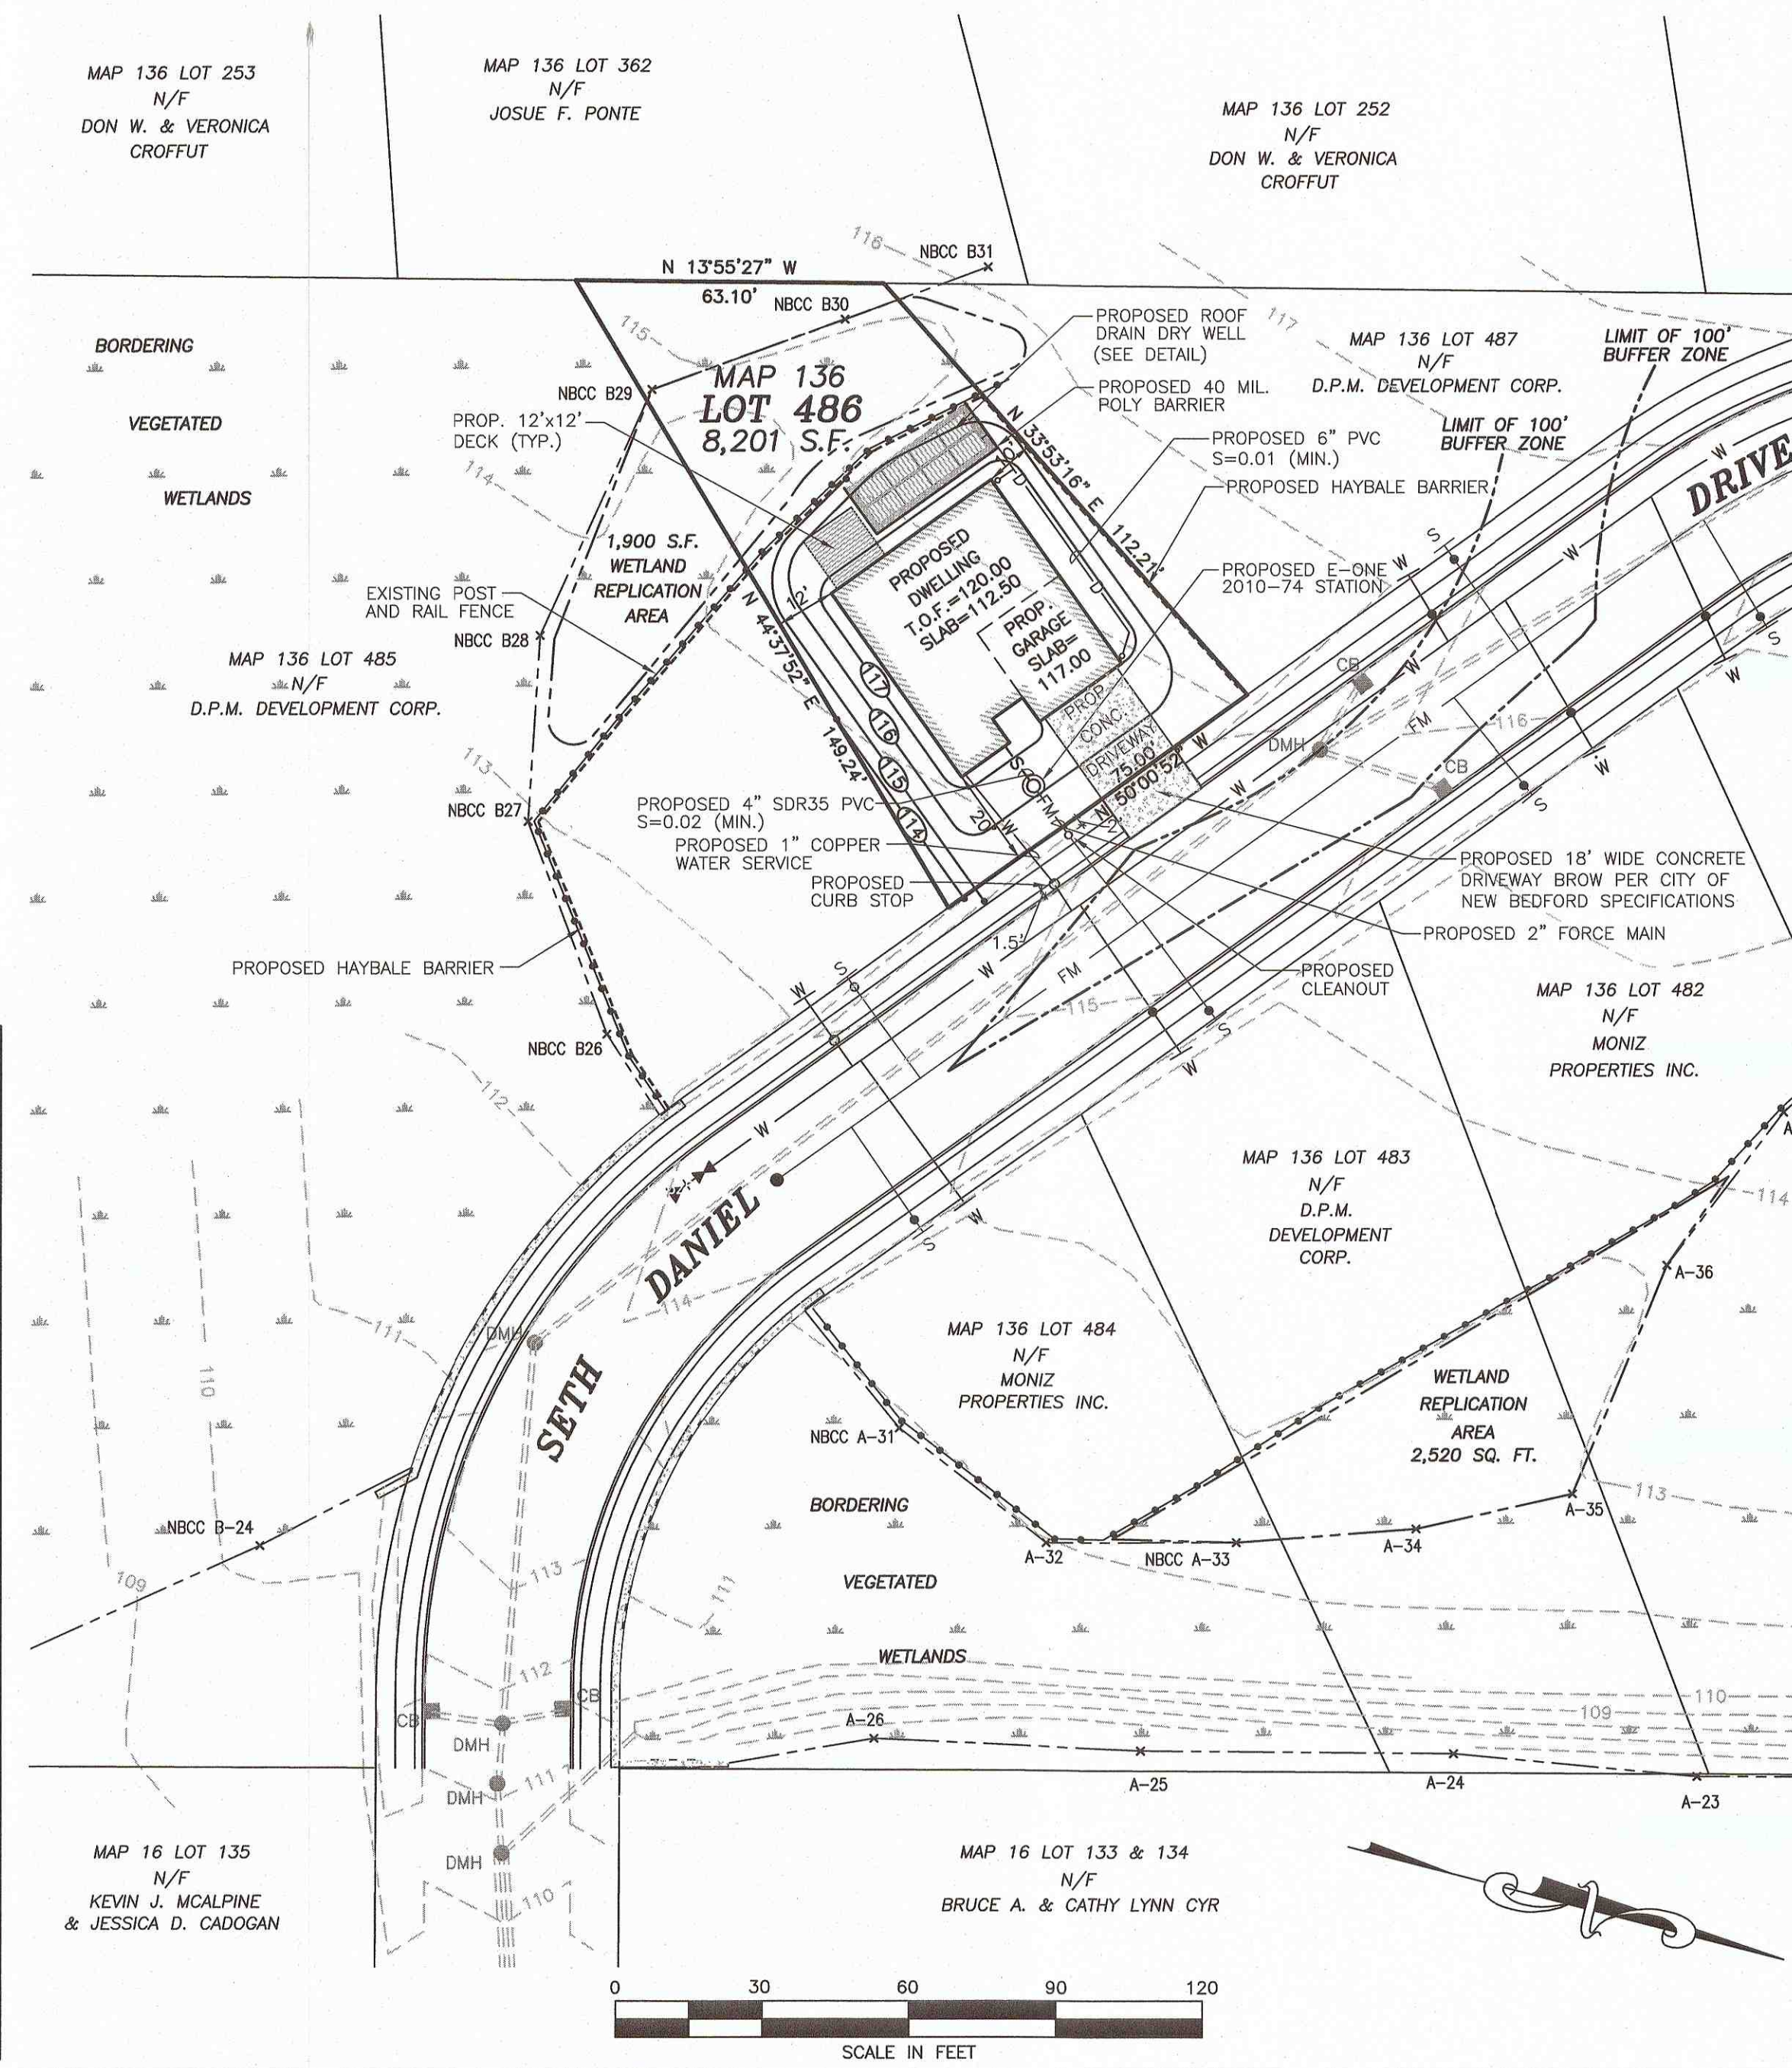 MAP 136 LOT 253
N/F
DON W. & VERONICA
CROFFUT
MAP 136 LOT 362
N/F
JOSUE F. PONTE
MAP 136 LOT 252
N/F
DON W. & VERONICA
CROFFUT
116
NBCC B31
N 13°55'27" W
63.10'
NBCC B30
115
117
PROPOSED ROOF
DRAIN DRY WELL
(SEE DETAIL)
MAP 136 LOT 487
N/F
D.P.M. DEVELOPMENT CORP.
LIMIT OF 100'
BUFFER ZONE
BORDERING
VEGETATED
WETLANDS
NBCC B29
MAP 136
LOT 486
8,201 S.F.
PROPOSED 40 MIL.
POLY BARRIER
PROP. 12'x12'
DECK (TYP.)
LIMIT OF 100'
BUFFER ZONE
PROPOSED 6" PVC
S=0.01 (MIN.)
N 33°53'16" E
112.21'
114
PROPOSED HAYBALE BARRIER
DRIVE
10'
D
D
W
W
W
S
1,900 S.F.
WETLAND
REPLICATION
AREA
PROPOSED
DWELLING
T.O.F.=120.00
SLAB=112.50
PROP.
GARAGE
SLAB=
117.00
PROPOSED E-ONE
2010-74 STATION
EXISTING POST
AND RAIL FENCE
12'
NBCC B28
N 44°37'52" E
149.24'
MAP 136 LOT 485
N/F
D.P.M. DEVELOPMENT CORP.
117
116
115
114
PROP.
CONC.
DRIVEWAY
75.00'
N 50°00'52" W
CB
W
S
W
FM
116
DMH
CB
W
S
113
NBCC B27
PROPOSED 4" SDR35 PVC
S=0.02 (MIN.)
PROPOSED 1" COPPER
WATER SERVICE
PROPOSED
CURB STOP
S
FM
20'
W
2'
W
1.5'
PROPOSED 18' WIDE CONCRETE
DRIVEWAY BROW PER CITY OF
NEW BEDFORD SPECIFICATIONS
PROPOSED 2" FORCE MAIN
PROPOSED
CLEANOUT
PROPOSED HAYBALE BARRIER
S
W
W
FM
115
S
W
MAP 136 LOT 482
N/F
MONIZ
PROPERTIES INC.
NBCC B26
112
W
MAP 136 LOT 483
N/F
D.P.M.
DEVELOPMENT
CORP.
114
SETH DANIEL
W
S
A-36
111
110
DMH
114
MAP 136 LOT 484
N/F
MONIZ
PROPERTIES INC.
WETLAND
REPLICATION
AREA
2,520 SQ. FT.
NBCC A-31
BORDERING
VEGETATED
WETLANDS
A-35
113
NBCC B-24
A-32
NBCC A-33
A-34
109
113
111
112
CB
CB
DMH
110
109
A-26
A-25
A-24
A-23
111
DMH
DMH
110
MAP 16 LOT 135
N/F
KEVIN J. MCALPINE
& JESSICA D. CADOGAN
MAP 16 LOT 133 & 134
N/F
BRUCE A. & CATHY LYNN CYR
0 30 60 90 120
SCALE IN FEET